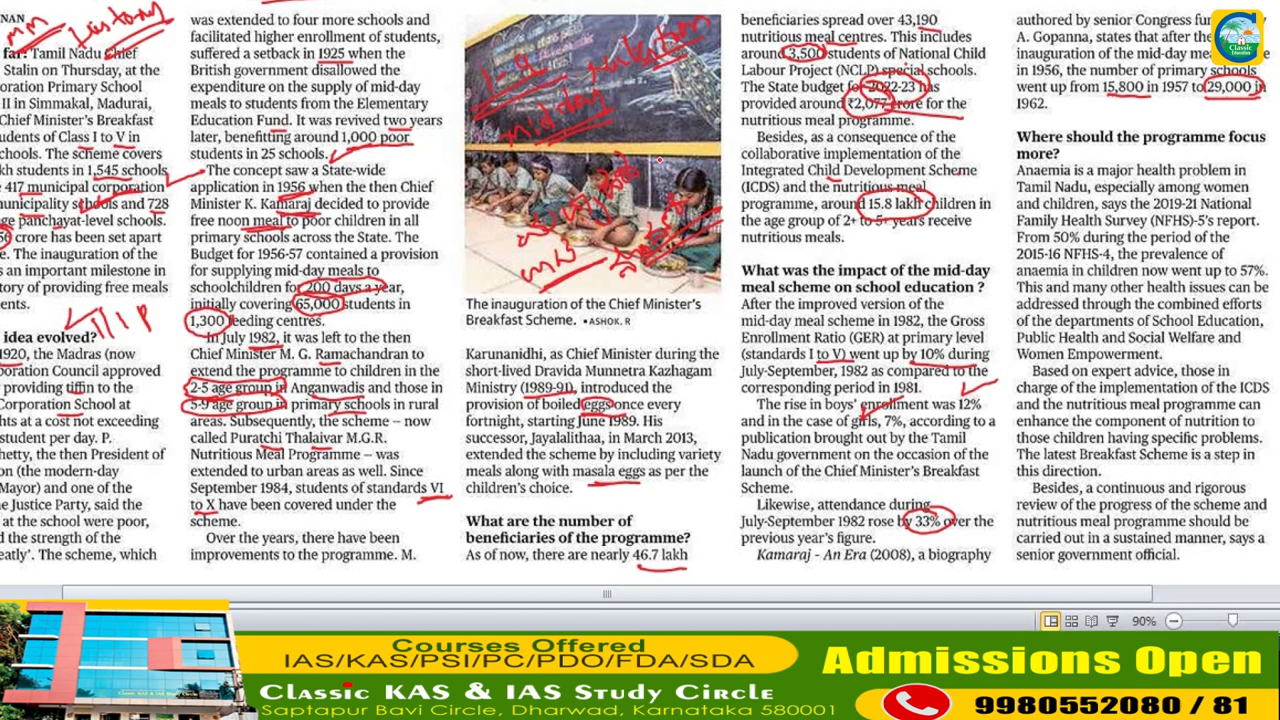 NAN
far: Tamil Nadu Chief
Stalin on Thursday, at the
oration Primary School
II in Simmakal, Madurai,
Chief Minister's Breakfast
udents of Class I to V in
chools. The scheme covers
kh students in 1,545 schools
417 municipal corporation
unicipality schools and 728
ge panchayat-level schools.
56 crore has been set apart
e. The inauguration of the
s an important milestone in
tory of providing free meals
ents.
idea evolved?
1920, the Madras (now
poration Council approved
r providing tiffin to the
Corporation School at
hts at a cost not exceeding
student per day. P.
hetty, the then President of
on (the modern-day
Mayor) and one of the
he Justice Party, said the
at the school were poor,
d the strength of the
eatly'. The scheme, which
was extended to four more schools and
facilitated higher enrollment of students,
suffered a setback in 1925 when the
British government disallowed the
expenditure on the supply of mid-day
meals to students from the Elementary
Education Fund. It was revived two years
later, benefitting around 1,000 poor
students in 25 schools.
The concept saw a State-wide
application in 1956 when the then Chief
Minister K. Kamaraj decided to provide
free noon meal to poor children in all
primary schools across the State. The
Budget for 1956-57 contained a provision
for supplying mid-day meals to
schoolchildren for 200 days a year,
initially covering 65,000 students in
1,300 feeding centres.
In July 1982, it was left to the then
Chief Minister M. G. Ramachandran to
extend the programme to children in the
2-5 age group in Anganwadis and those in
5-9 age group in primary schools in rural
areas. Subsequently, the scheme – now
called Puratchi Thalaivar M.G.R.
Nutritious Meal Programme – was
extended to urban areas as well. Since
September 1984, students of standards VI
to X have been covered under the
scheme.
Over the years, there have been
improvements to the programme. M.
1-8
mid day
The inauguration of the Chief Minister's
Breakfast Scheme. •ASHOK. R
Karunanidhi, as Chief Minister during the
short-lived Dravida Munnetra Kazhagam
Ministry (1989-91), introduced the
provision of boiled eggs once every
fortnight, starting June 1989. His
successor, Jayalalithaa, in March 2013,
extended the scheme by including variety
meals along with masala eggs as per the
children's choice.
What are the number of
beneficiaries of the programme?
As of now, there are nearly 46.7 lakh
beneficiaries spread over 43,190
nutritious meal centres. This includes
around 3,500 students of National Child
Labour Project (NCLP) special schools.
The State budget for 2022-23 has
provided around ₹2,077 crore for the
nutritious meal programme.
Besides, as a consequence of the
collaborative implementation of the
Integrated Child Development Scheme
(ICDS) and the nutritious meal
programme, around 15.8 lakh children in
the age group of 2+ to 5+ years receive
nutritious meals.
What was the impact of the mid-day
meal scheme on school education ?
After the improved version of the
mid-day meal scheme in 1982, the Gross
Enrollment Ratio (GER) at primary level
(standards I to V) went up by 10% during
July-September, 1982 as compared to the
corresponding period in 1981.
The rise in boys' enrollment was 12%
and in the case of girls, 7%, according to a
publication brought out by the Tamil
Nadu government on the occasion of the
launch of the Chief Minister's Breakfast
Scheme.
Likewise, attendance during
July-September 1982 rose by 33% over the
previous year's figure.
Kamaraj - An Era (2008), a biography
authored by senior Congress fun
A. Gopanna, states that after the
inauguration of the mid-day me
in 1956, the number of primary schools
went up from 15,800 in 1957 to 29,000 in
1962.
Where should the programme focus
more?
Anaemia is a major health problem in
Tamil Nadu, especially among women
and children, says the 2019-21 National
Family Health Survey (NFHS)-5's report.
From 50% during the period of the
2015-16 NFHS-4, the prevalence of
anaemia in children now went up to 57%.
This and many other health issues can be
addressed through the combined efforts
of the departments of School Education,
Public Health and Social Welfare and
Women Empowerment.
Based on expert advice, those in
charge of the implementation of the ICDS
and the nutritious meal programme can
enhance the component of nutrition to
those children having specific problems.
The latest Breakfast Scheme is a step in
this direction.
Besides, a continuous and rigorous
review of the progress of the scheme and
nutritious meal programme should be
carried out in a sustained manner, says a
senior government official.
Classic
Education
90%
Courses Offered
IAS/KAS/PSI/PC/PDO/FDA/SDA
Classic KAS & IAS Study Circle
Saptapur Bavi Circle, Dharwad, Karnataka 580001
Admissions Open
9980552080 / 81